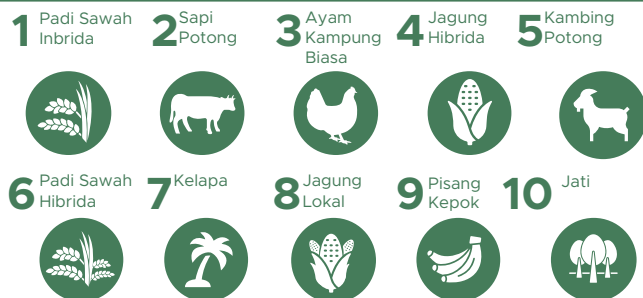 1 Padi Sawah
Inbrida
2 Sapi
Potong
3 Ayam
Kampung
Biasa
4 Jagung
Hibrida
5 Kambing
Potong
6 Padi Sawah
Hibrida
7 Kelapa
8 Jagung
Lokal
9 Pisang
Kepok
10 Jati